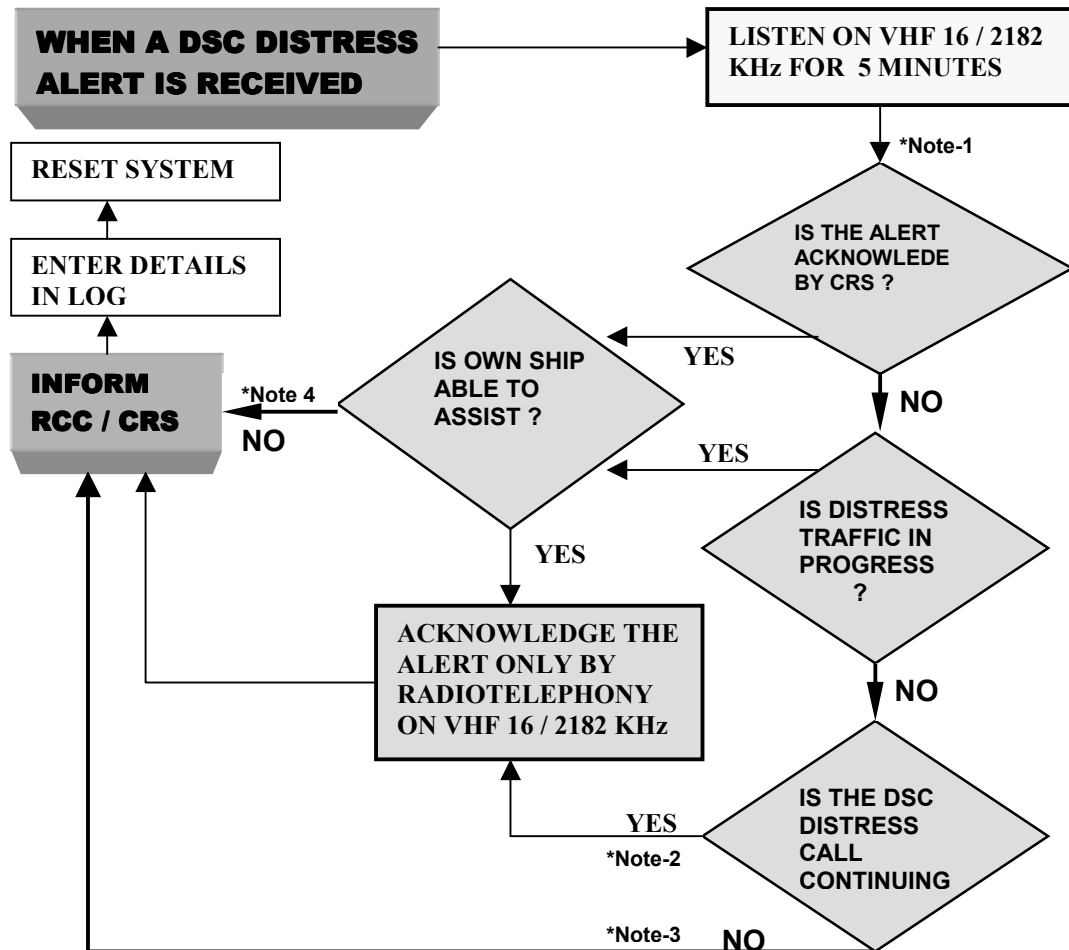 WHEN A DSC DISTRESS
ALERT IS RECEIVED
LISTEN ON VHF 16 / 2182
KHz FOR 5 MINUTES
*Note-1
RESET SYSTEM
IS THE ALERT
ACKNOWLEDE
BY CRS ?
ENTER DETAILS
IN LOG
YES
IS OWN SHIP
ABLE TO
ASSIST ?
INFORM
RCC / CRS
*Note 4
NO
NO
YES
IS DISTRESS
TRAFFIC IN
PROGRESS
?
YES
ACKNOWLEDGE THE
ALERT ONLY BY
RADIOTELEPHONY
ON VHF 16 / 2182 KHz
NO
IS THE DSC
DISTRESS
CALL
CONTINUING
YES
*Note-2
*Note-3
NO